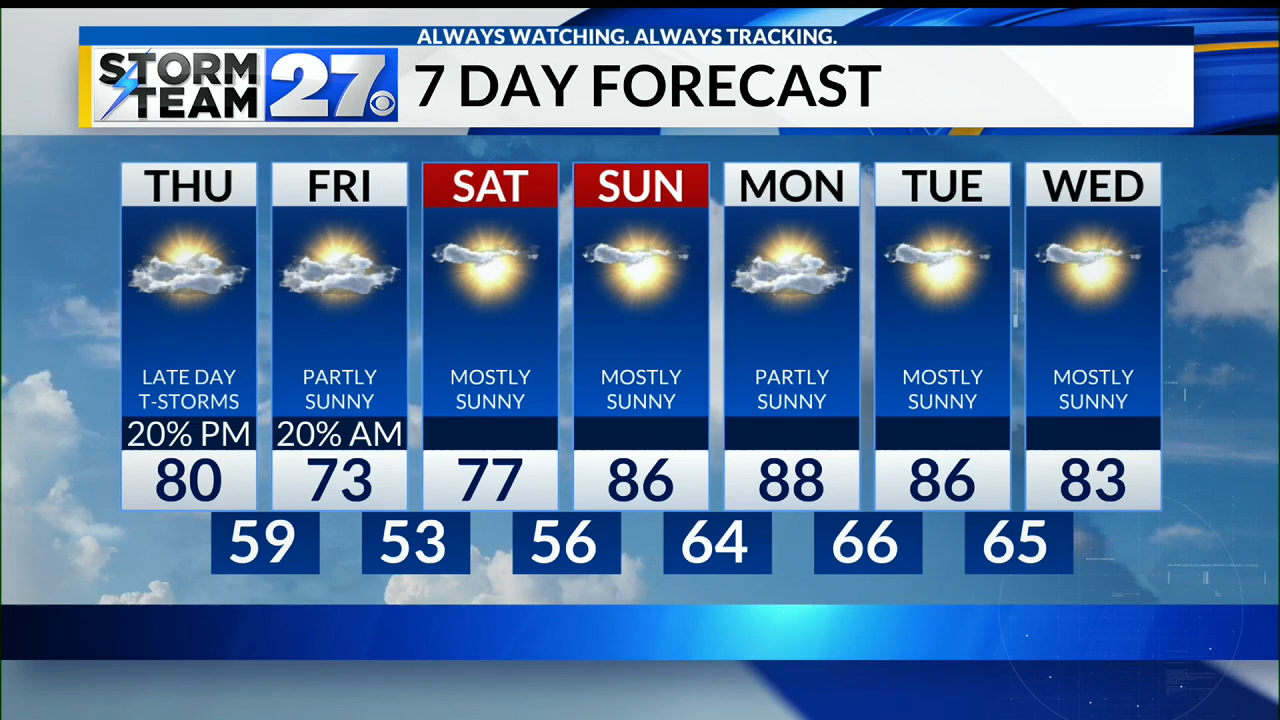 ALWAYS WATCHING. ALWAYS TRACKING.
STORM
TEAM
27
7 DAY FORECAST
THU
FRI
SAT
SUN
MON
TUE
WED
LATE DAY
T-STORMS
PARTLY
SUNNY
MOSTLY
SUNNY
MOSTLY
SUNNY
PARTLY
SUNNY
MOSTLY
SUNNY
MOSTLY
SUNNY
20% PM
20% AM
80
73
77
86
88
86
83
59
53
56
64
66
65